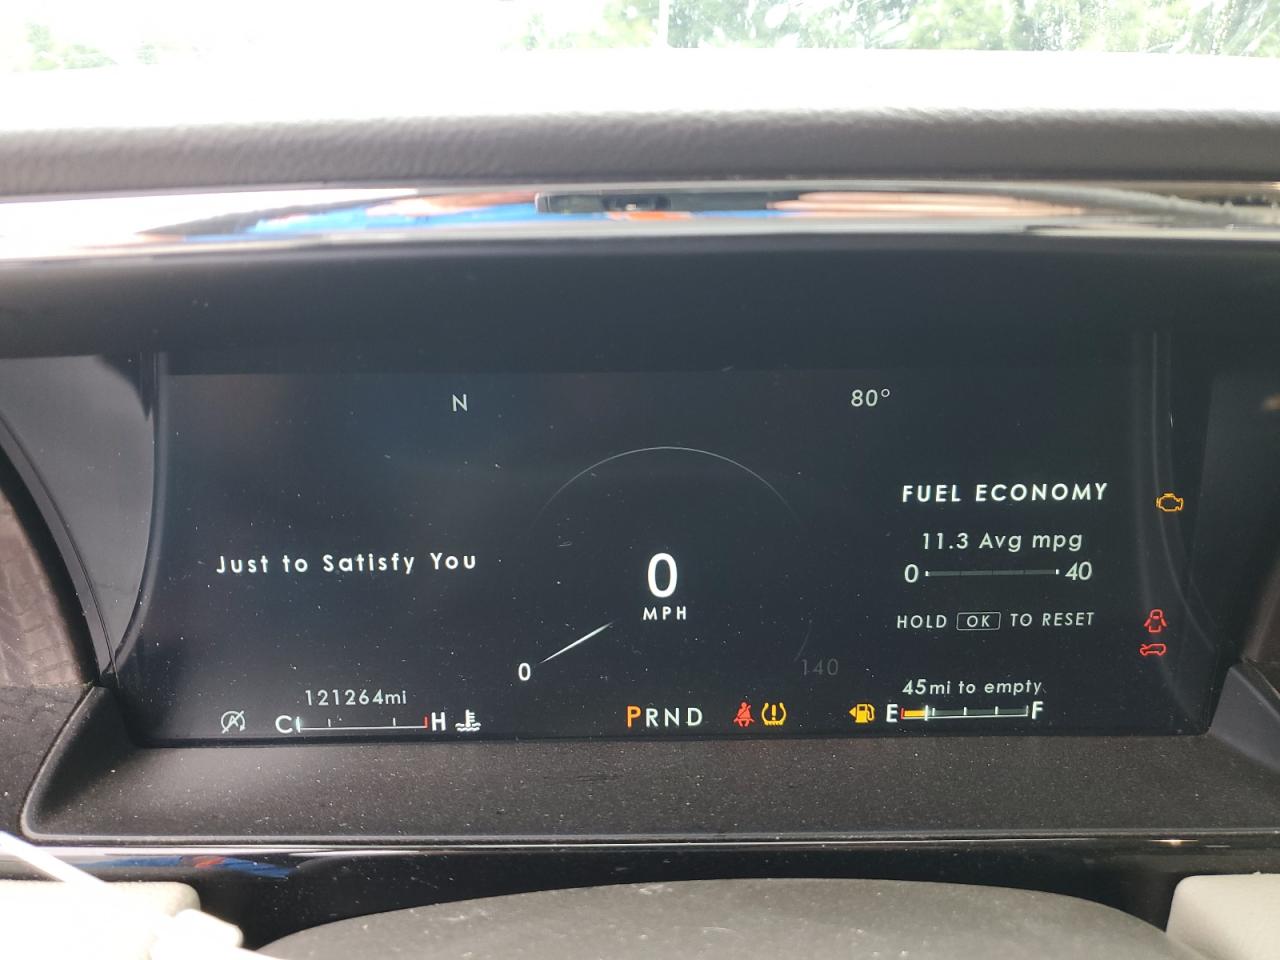 N
80°
FUEL ECONOMY
11.3 Avg mpg
0 40
HOLD OK TO RESET
Just to Satisfy You
0
MPH
0
140
121264mi
C H
PRND
45mi to empty
E F